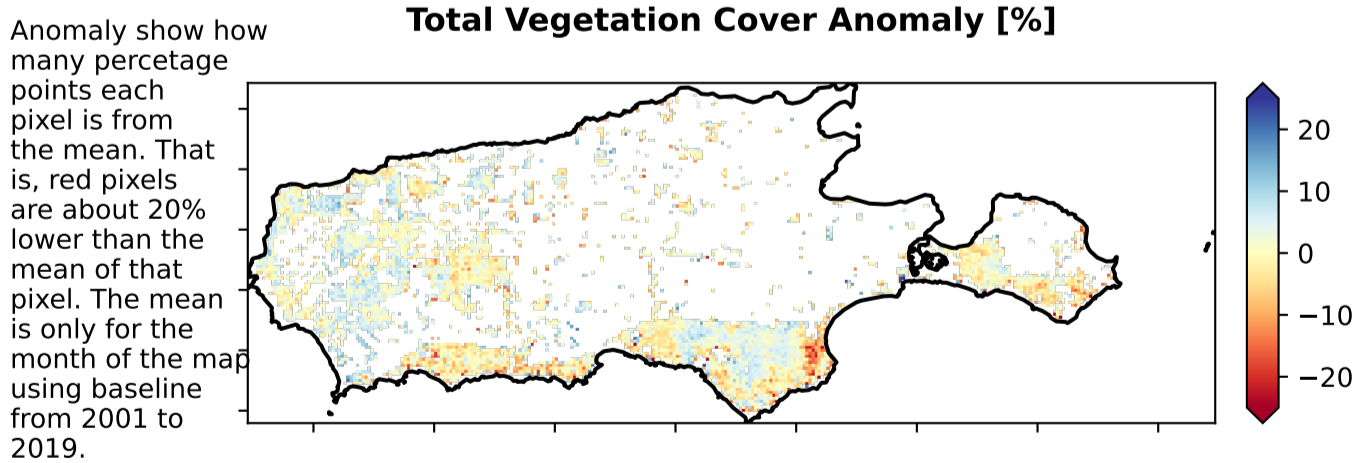 Total Vegetation Cover Anomaly [%]
Anomaly show how
many percetage
points each
pixel is from
the mean. That
is, red pixels
are about 20%
lower than the
mean of that
pixel. The mean
is only for the
month of the map
using baseline
from 2001 to
2019.
20
10
0
−10
−20